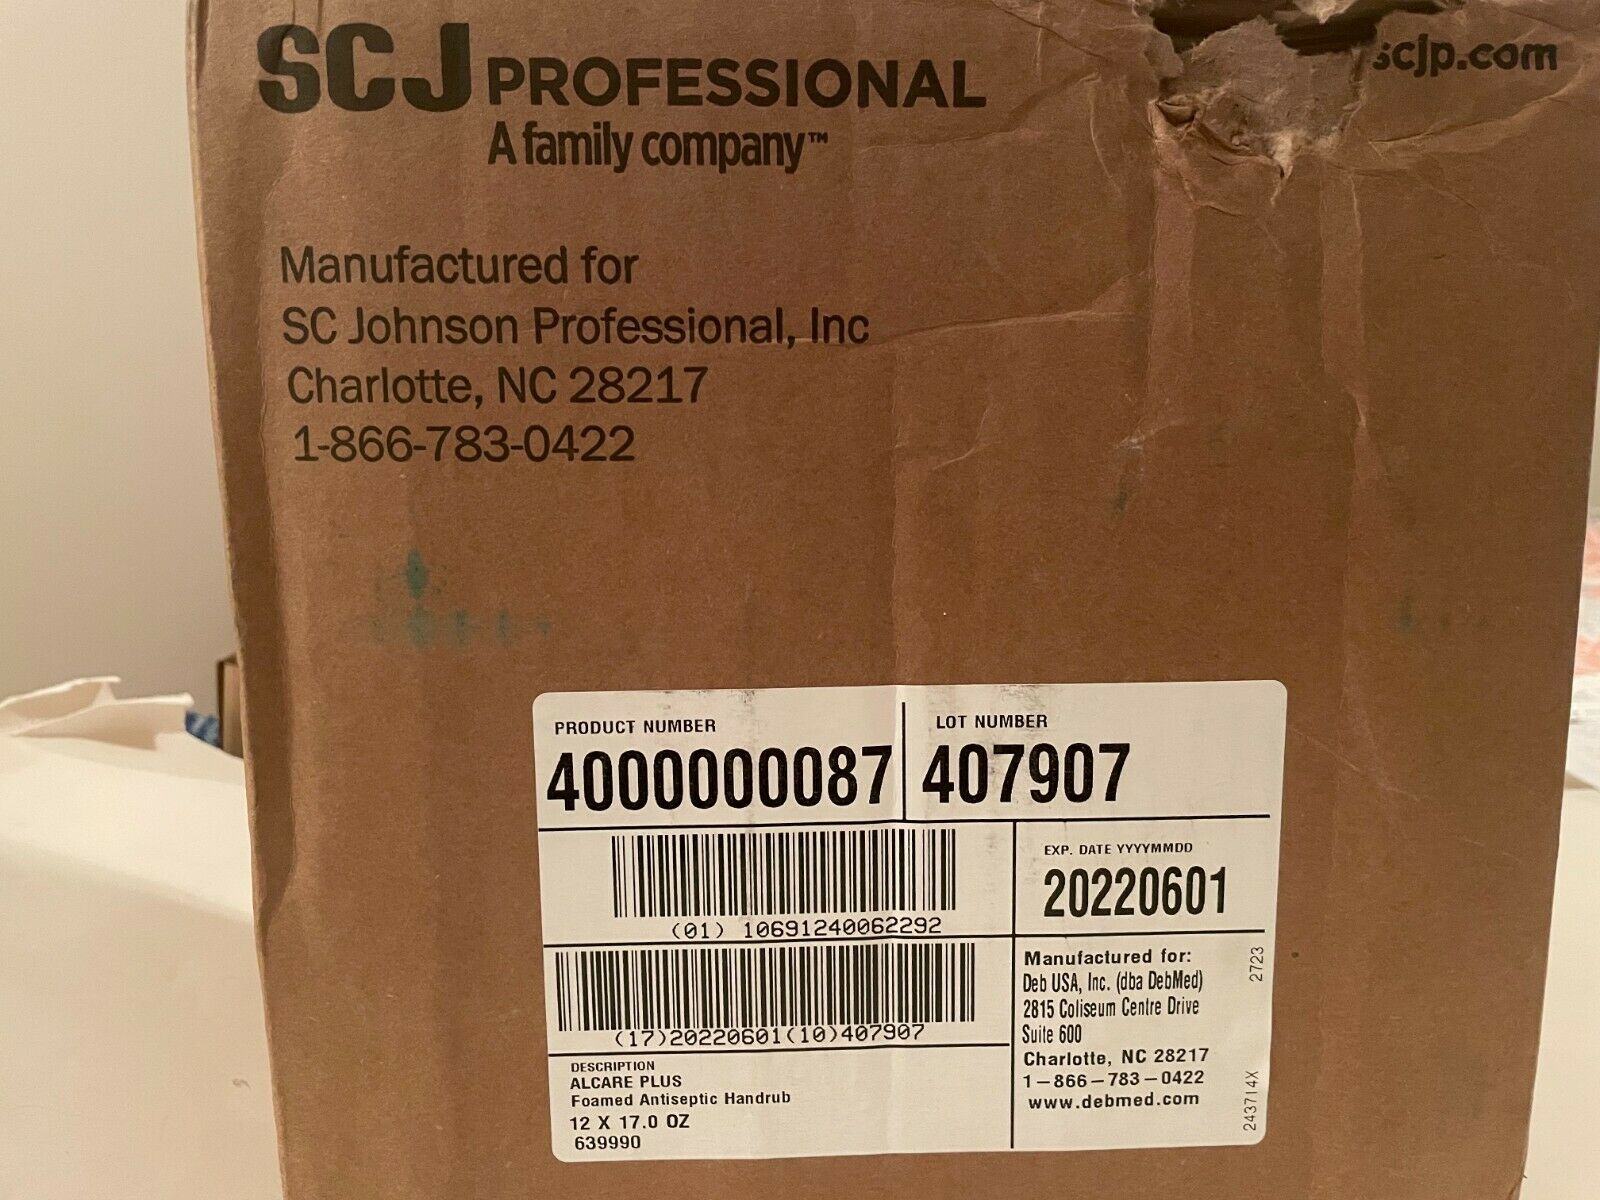 SCJ PROFESSIONAL
A family company™
scjp.com
Manufactured for
SC Johnson Professional, Inc
Charlotte, NC 28217
1-866-783-0422
PRODUCT NUMBER
4000000087
LOT NUMBER
407907
(01) 10691240062292
EXP. DATE YYYYMMDD
20220601
(17)20220601(10)407907
DESCRIPTION
ALCARE PLUS
Foamed Antiseptic Handrub
12 X 17.0 OZ
639990
Manufactured for:
Deb USA, Inc. (dba DebMed)
2815 Coliseum Centre Drive
Suite 600
Charlotte, NC 28217
1-866-783-0422
www.debmed.com
2723
243714X